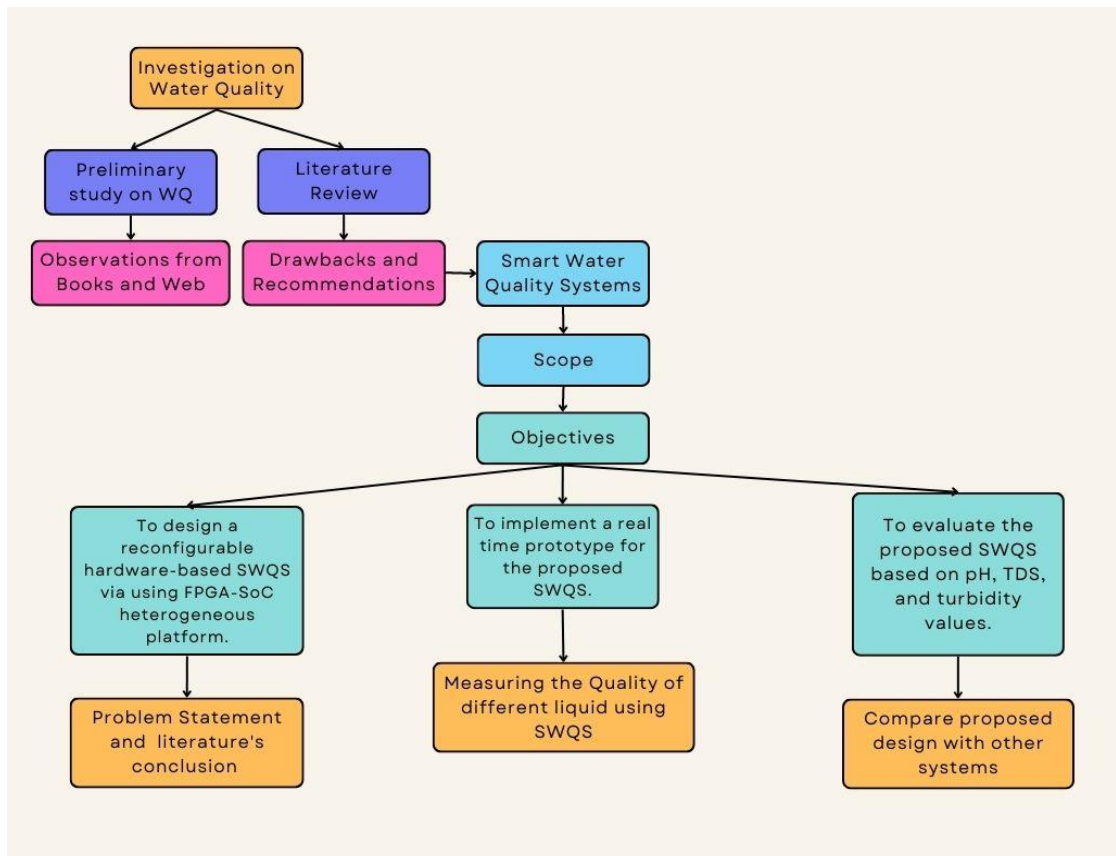 Investigation on
Water Quality
Preliminary
study on WQ
Literature
Review
Observations from
Books and Web
Drawbacks and
Recommendations
Smart Water
Quality Systems
Scope
Objectives
To design a
reconfigurable
hardware-based SWQS
via using FPGA-SoC
heterogeneous
platform.
To implement a real
time prototype for
the proposed
SWQS.
To evaluate the
proposed SWQS
based on pH, TDS,
and turbidity
values.
Problem Statement
and literature's
conclusion
Measuring the Quality of
different liquid using
SWQS
Compare proposed
design with other
systems